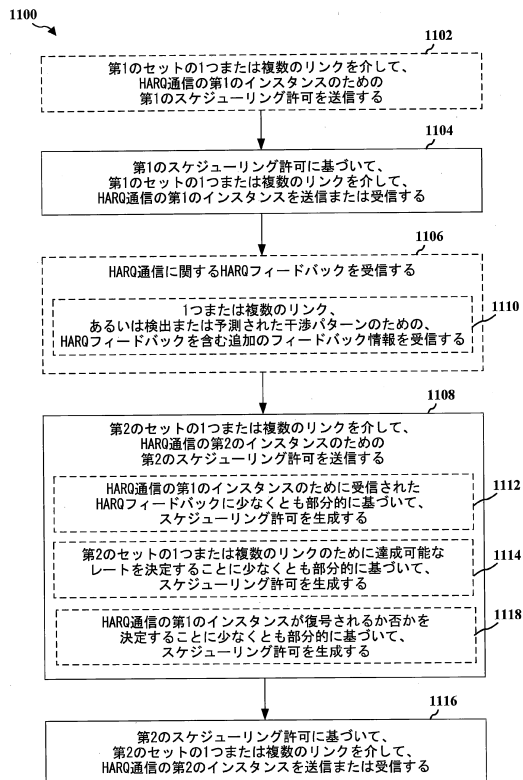 1100
1102
第1のセットの1つまたは複数のリンクを介して、
HARQ通信の第1のインスタンスのための
第1のスケジューリング許可を送信する
1104
第1のスケジューリング許可に基づいて、
第1のセットの1つまたは複数のリンクを介して、
HARQ通信の第1のインスタンスを送信または受信する
1106
HARQ通信に関するHARQフィードバックを受信する
1110
1つまたは複数のリンク、
あるいは検出または予測された干渉パターンのための、
HARQフィードバックを含む追加のフィードバック情報を受信する
1108
第2のセットの1つまたは複数のリンクを介して、
HARQ通信の第2のインスタンスのための
第2のスケジューリング許可を送信する
1112
HARQ通信の第1のインスタンスのために受信された
HARQフィードバックに少なくとも部分的に基づいて、
スケジューリング許可を生成する
1114
第2のセットの1つまたは複数のリンクのために達成可能な
レートを決定することに少なくとも部分的に基づいて、
スケジューリング許可を生成する
1118
HARQ通信の第1のインスタンスが復号されるか否かを
決定することに少なくとも部分的に基づいて、
スケジューリング許可を生成する
1116
第2のスケジューリング許可に基づいて、
第2のセットの1つまたは複数のリンクを介して、
HARQ通信の第2のインスタンスを送信または受信する